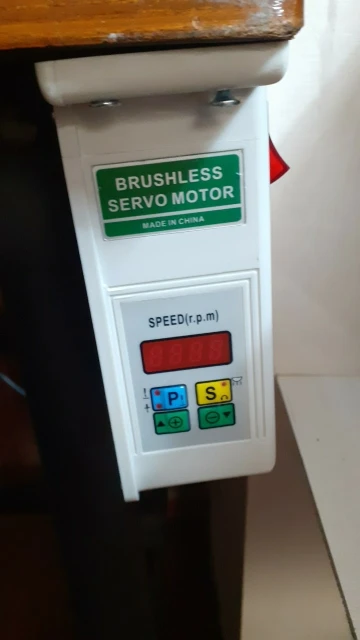 BRUSHLESS
SERVO MOTOR
MADE IN CHINA
SPEED(r.p.m)
P
S